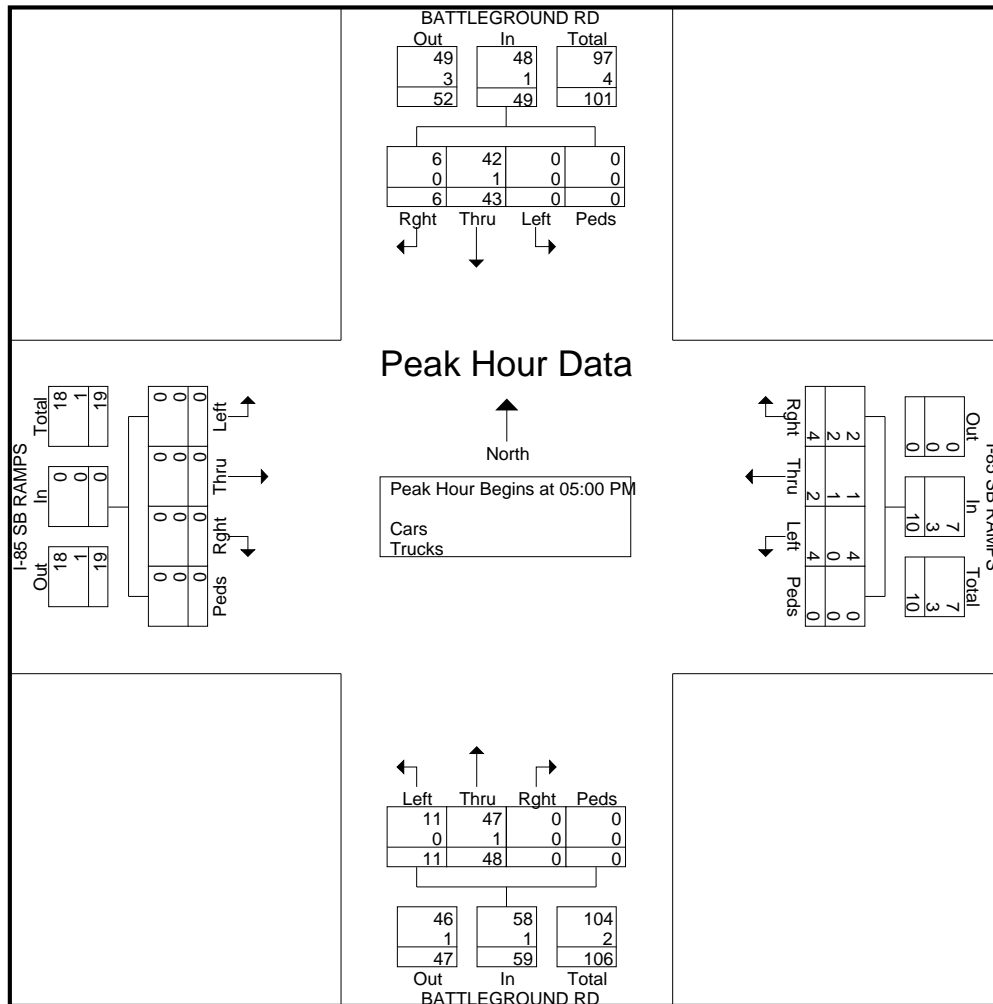 BATTLEGROUND RD
Out In Total
49 48 97
3 1 4
52 49 101
6 42 0 0
0 1 0 0
6 43 0 0
Rght Thru Left Peds
Peak Hour Data
North
Peak Hour Begins at 05:00 PM
Cars
Trucks
I-85 SB RAMPS
Total In Out
18 0 18
1 0 1
19 0 19
0 0 0 0
0 0 0 0
0 0 0 0
Left Thru Rght Peds
I-85 SB RAMPS
Out In Total
0 7 7
0 3 3
0 10 10
2 1 4 0
2 1 0 0
4 2 4 0
Rght Thru Left Peds
Left Thru Rght Peds
11 47 0 0
0 1 0 0
11 48 0 0
46 58 104
1 1 2
47 59 106
Out In Total
BATTLEGROUND RD